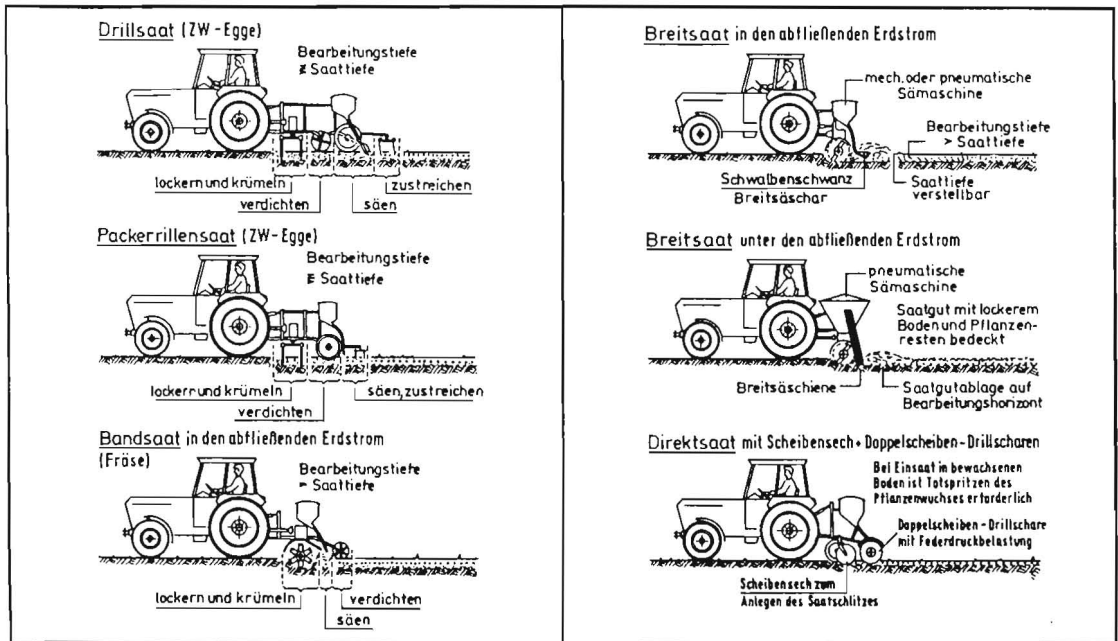 Drillsaat (ZW-Egge)
Bearbeitungstiefe
≥ Saattiefe
lockern und krümeln
zustreichen
verdichten
säen
Packerrillensaat (ZW-Egge)
Bearbeitungstiefe
≥ Saattiefe
lockern und krümeln
säen, zustreichen
verdichten
Bandsaat in den abfließenden Erdstrom
(Fräse)
Bearbeitungstiefe
Saattiefe
lockern und krümeln
verdichten
säen
Breitsaat in den abfließenden Erdstrom
mech. oder pneumatische
Sämaschine
Bearbeitungstiefe
> Saattiefe
Schwalbenschwanz
Breitsäschar
Saattiefe
verstellbar
Breitsaat unter den abfließenden Erdstrom
pneumatische
Sämaschine
Saatgut mit lockerem
Boden und Pflanzen-
resten bedeckt
Breitsäschiene
Saatgutablage auf
Bearbeitungshorizont
Direktsaat mit Scheibensech + Doppelscheiben-Drillscharen
Bei Einsaat in bewachsenen
Boden ist Totspritzen des
Pflanzenwuchses erforderlich
Doppelscheiben-Drillschare
mit Federdruckbelastung
Scheibensech zum
Anlegen des Saatschlitzes